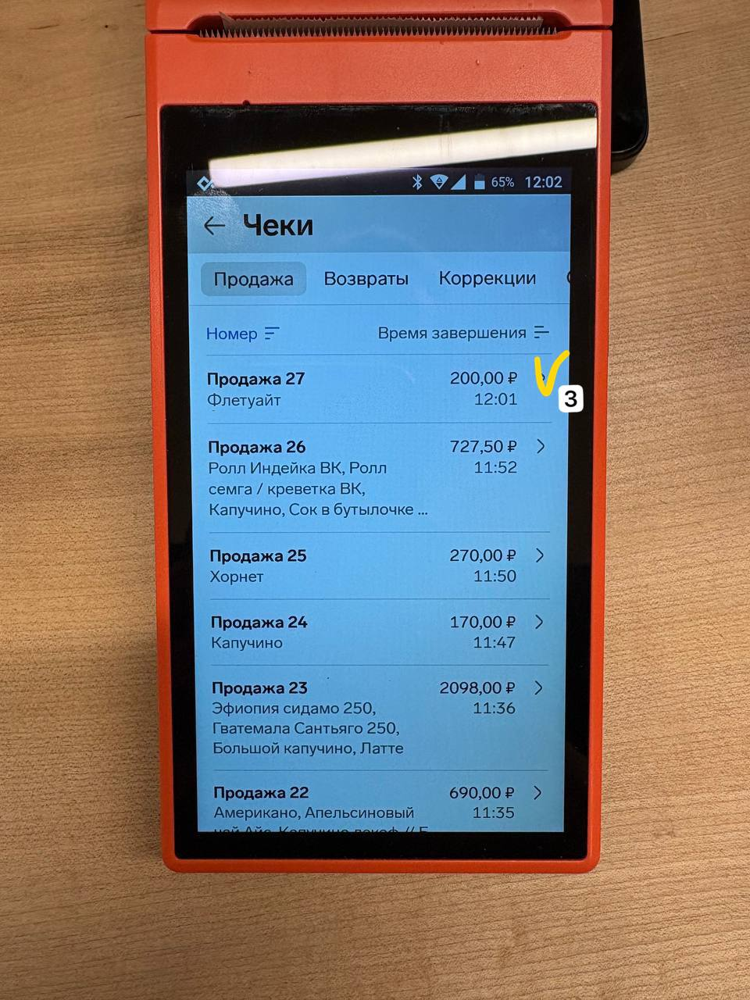 65% 12:02
Чеки
Продажа Возвраты Коррекции
Номер Время завершения
Продажа 27 200,00 ₽
Флетуайт 12:01
3
Продажа 26 727,50 ₽
Ролл Индейка ВК, Ролл 11:52
семга / креветка ВК,
Капучино, Сок в бутылочке ...
Продажа 25 270,00 ₽
Хорнет 11:50
Продажа 24 170,00 ₽
Капучино 11:47
Продажа 23 2098,00 ₽
Эфиопия сидамо 250, 11:36
Гватемала Сантьяго 250,
Большой капучино, Латте
Продажа 22 690,00 ₽
Американо, Апельсиновый 11:35